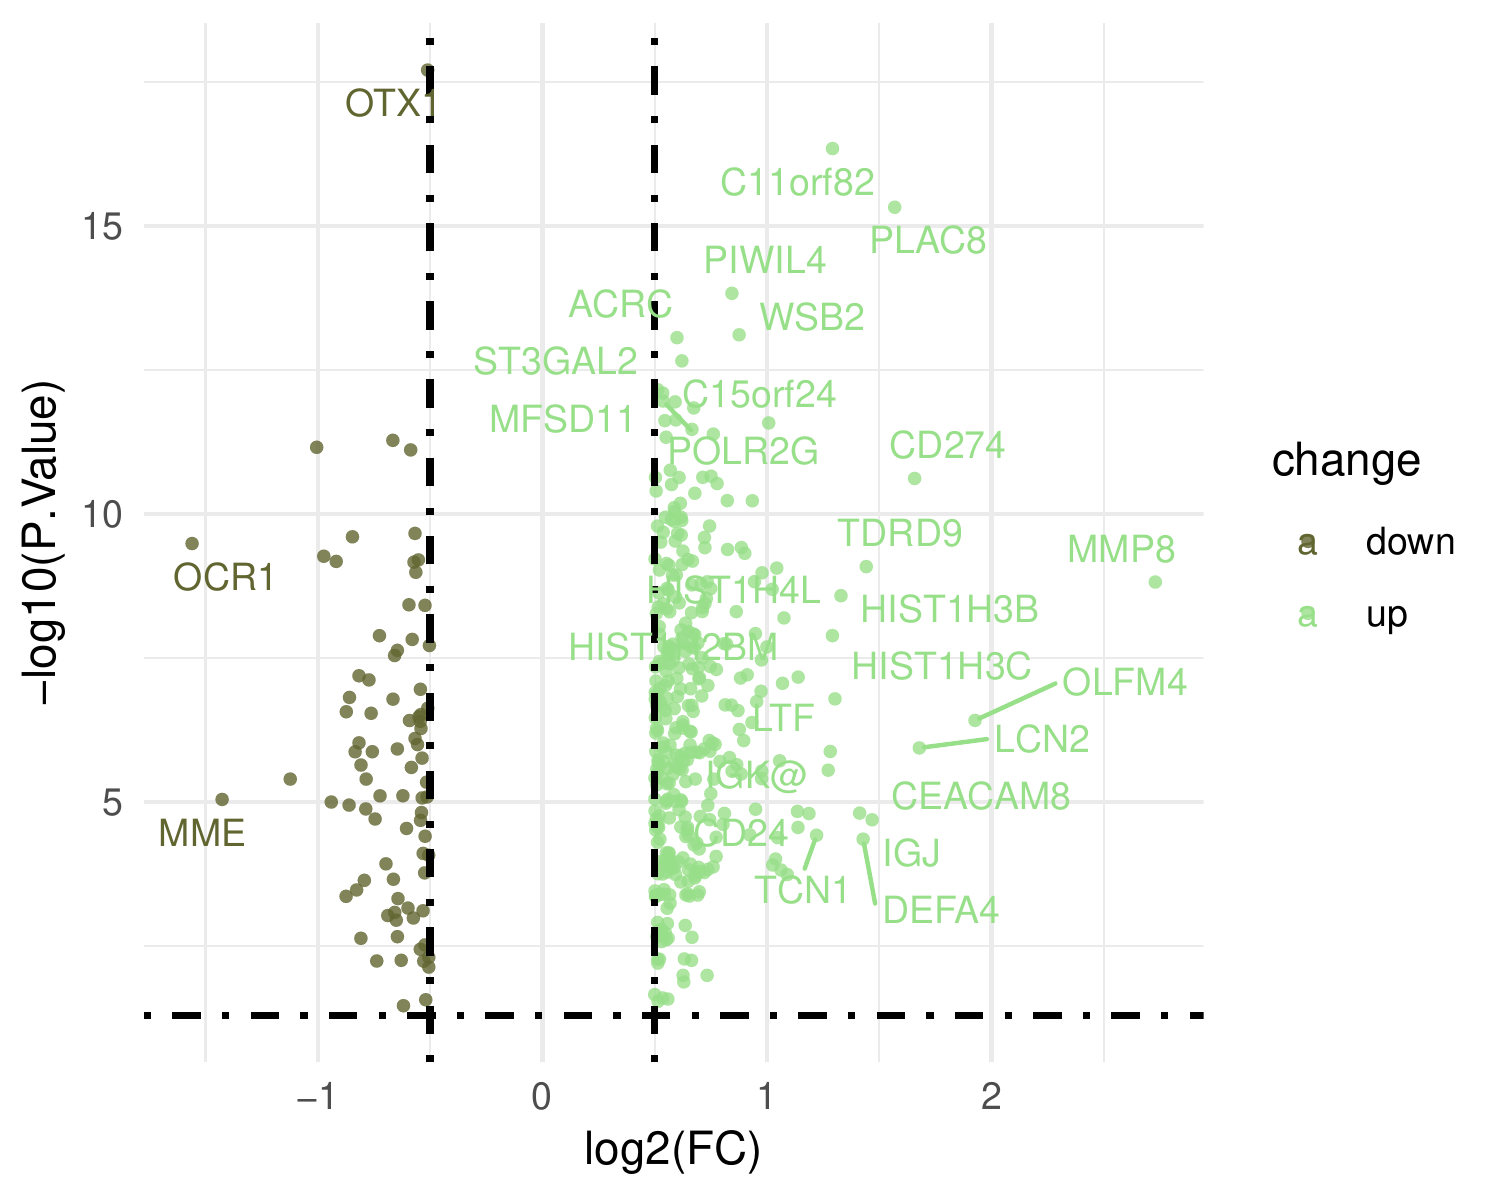 OTX1
C11orf82
15
PLAC8
PIWIL4
ACRC
WSB2
ST3GAL2
C15orf24
MFSD11
POLR2G
CD274
change
10
TDRD9
MMP8
a down
OCR1
HIST1H4L
HIST1H3B
a up
HIST1H2BM
HIST1H3C
OLFM4
LTF
LCN2
IGK@
5
CEACAM8
MME
CD24
IGJ
TCN1
DEFA4
−log10(P.Value)
−1
0
1
2
log2(FC)